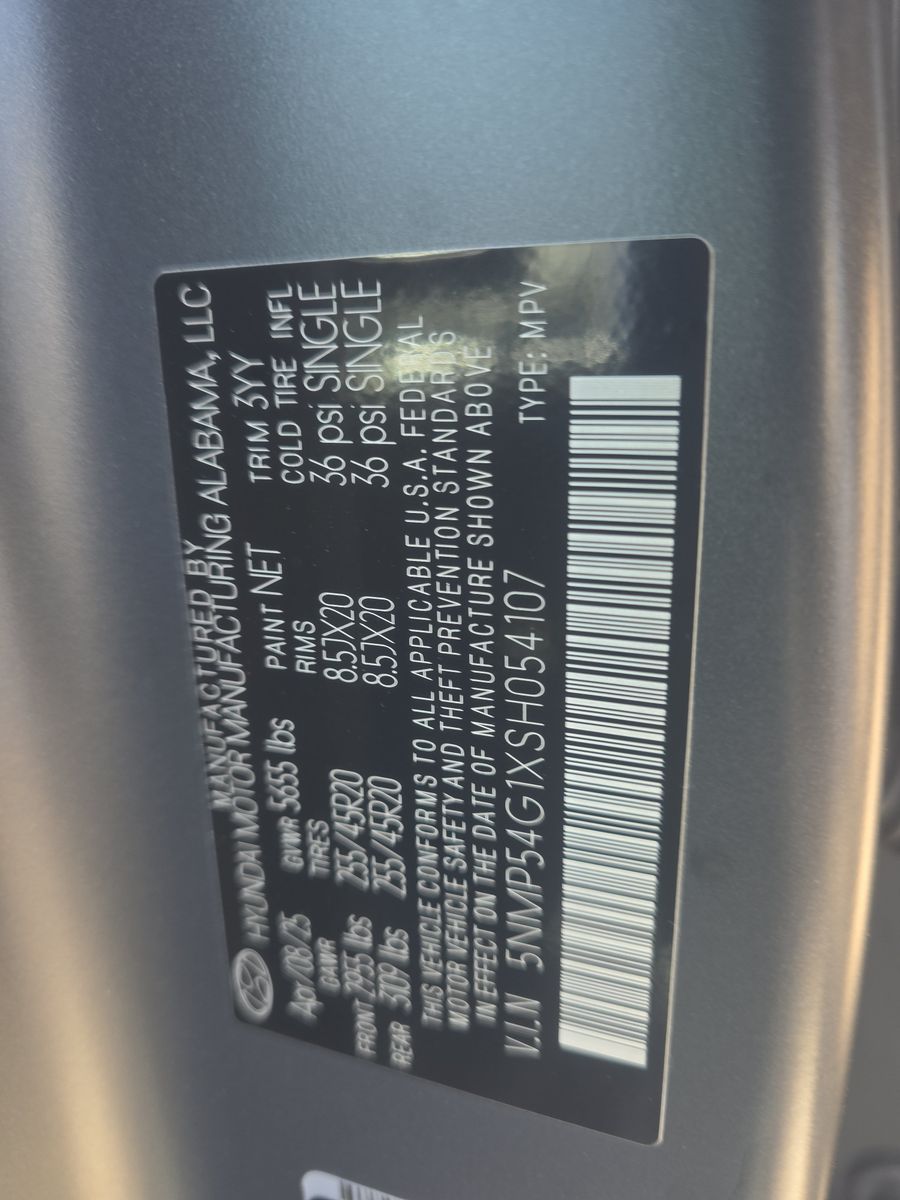 MANUFACTURED BY
HYUNDAI MOTOR MANUFACTURING ALABAMA, LLC
Apr/08/25 GVWR 5655 lbs PAINT NET TRIM 3YY
GAWR TIRES RIMS COLD TIRE INFL
FRONT 2955 lbs 255/45R20 8.5JX20 36 psi SINGLE
REAR 3109 lbs 255/45R20 8.5JX20 36 psi SINGLE
THIS VEHICLE CONFORMS TO ALL APPLICABLE U.S.A. FEDERAL
MOTOR VEHICLE SAFETY AND THEFT PREVENTION STANDARDS
IN EFFECT ON THE DATE OF MANUFACTURE SHOWN ABOVE
V.I.N 5NMP54G1XSH054107 TYPE: MPV